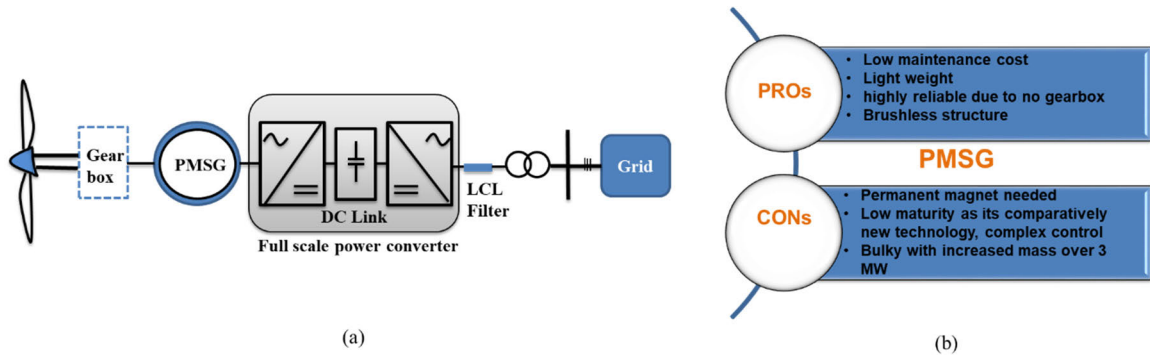 Gear
box
PMSG
DC Link
Full scale power converter
LCL
Filter
Grid
(a)
PROs
• Low maintenance cost
• Light weight
• highly reliable due to no gearbox
• Brushless structure
PMSG
CONs
• Permanent magnet needed
• Low maturity as its comparatively
new technology, complex control
• Bulky with increased mass over 3
MW
(b)